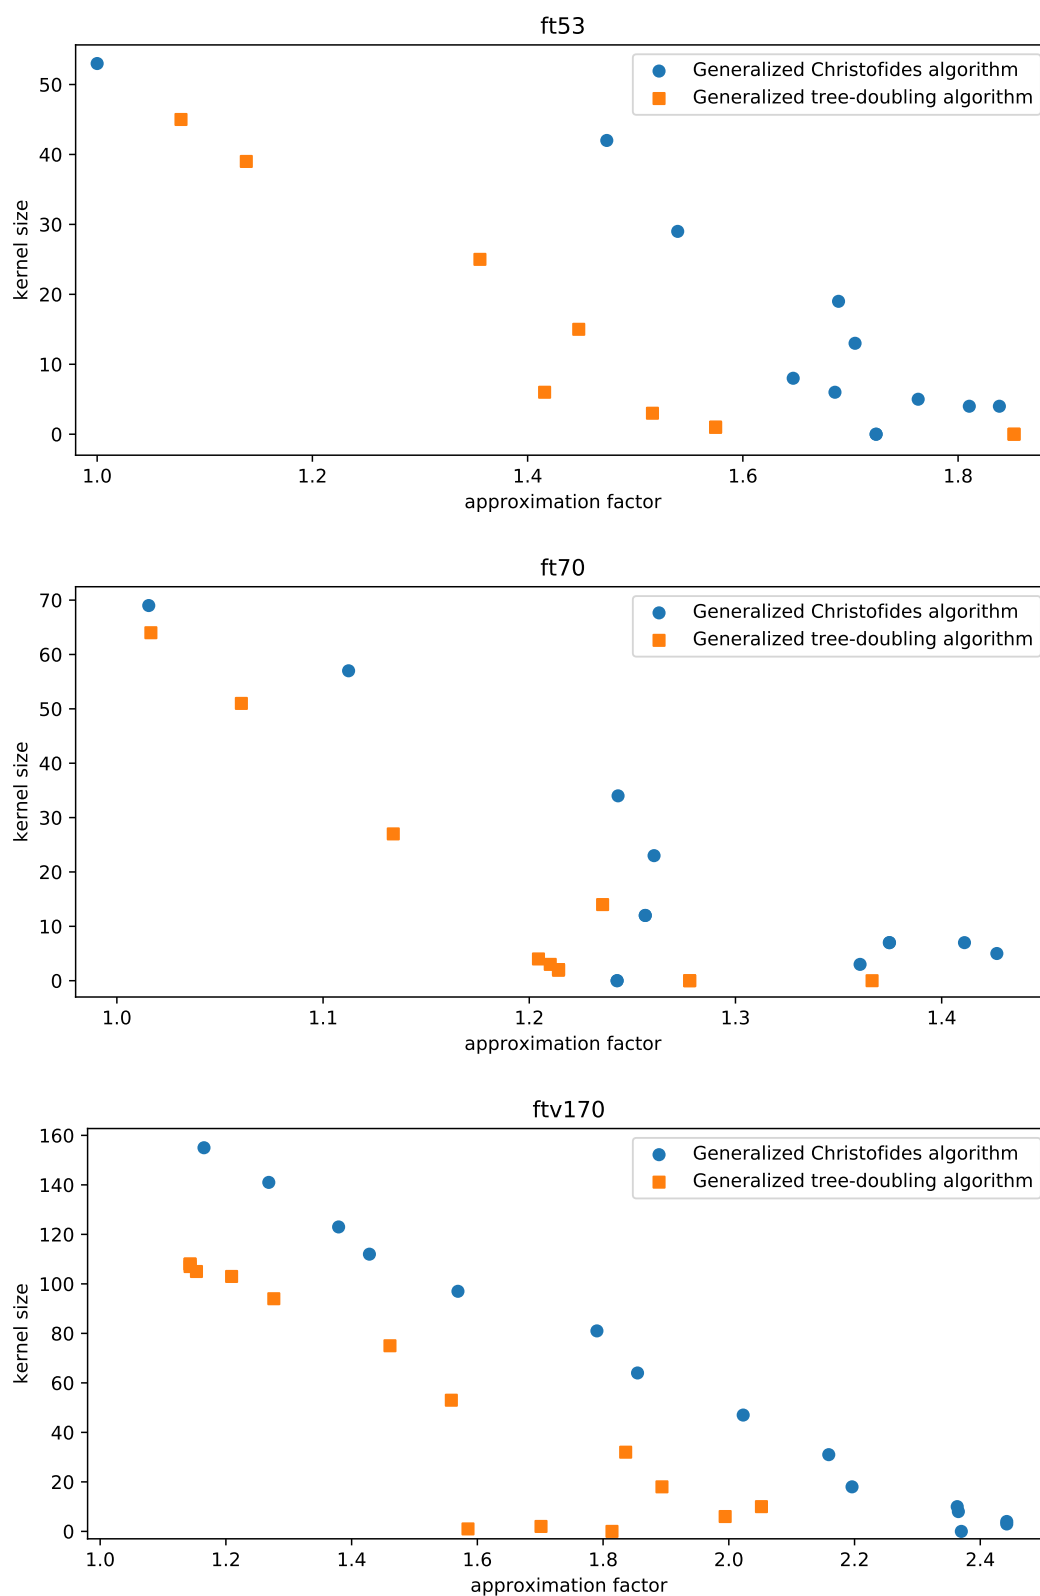 ft53
Generalized Christofides algorithm
Generalized tree-doubling algorithm
kernel size
50
40
30
20
10
0
1.0 1.2 1.4 1.6 1.8
approximation factor
ft70
Generalized Christofides algorithm
Generalized tree-doubling algorithm
kernel size
70
60
50
40
30
20
10
0
1.0 1.1 1.2 1.3 1.4
approximation factor
ftv170
Generalized Christofides algorithm
Generalized tree-doubling algorithm
kernel size
160
140
120
100
80
60
40
20
0
1.0 1.2 1.4 1.6 1.8 2.0 2.2 2.4
approximation factor